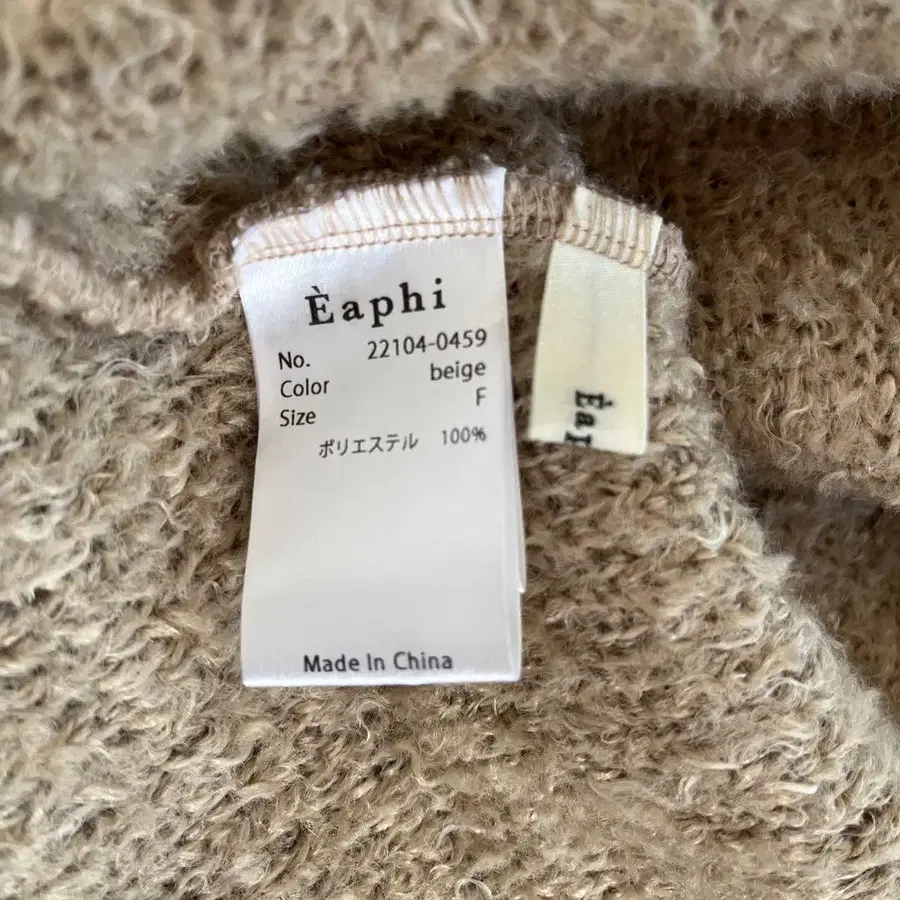 Èaphi
No. 22104-0459
Color beige
Size F
ポリエステル 100%
Made In China